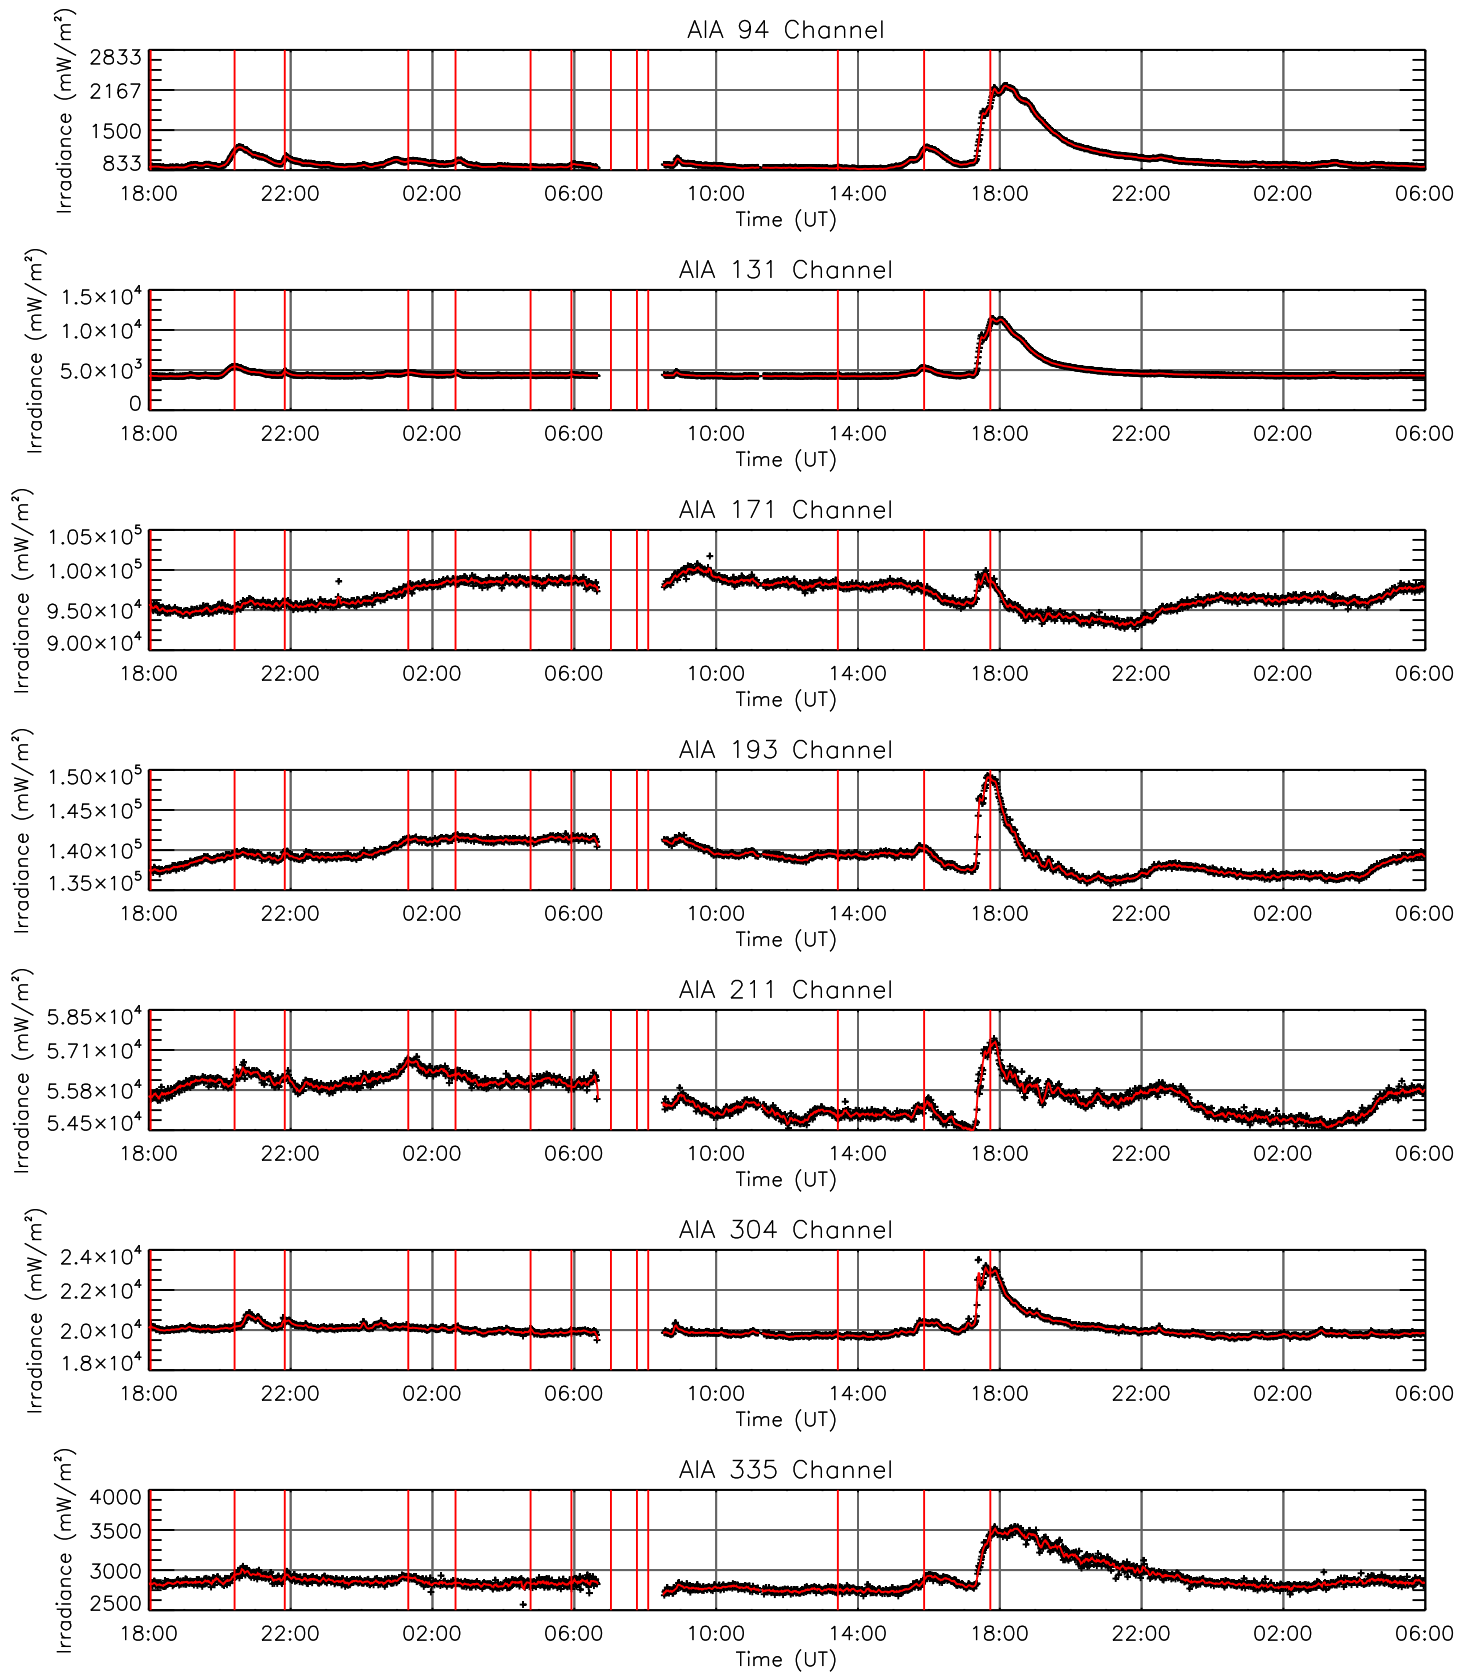 AIA 94 Channel
Irradiance (mW/m²)
2833
2167
1500
833
18:00 22:00 02:00 06:00 10:00 14:00 18:00 22:00 02:00 06:00
Time (UT)
AIA 131 Channel
Irradiance (mW/m²)
1.5×10⁴
1.0×10⁴
5.0×10³
0
18:00 22:00 02:00 06:00 10:00 14:00 18:00 22:00 02:00 06:00
Time (UT)
AIA 171 Channel
Irradiance (mW/m²)
1.05×10⁵
1.00×10⁵
9.50×10⁴
9.00×10⁴
18:00 22:00 02:00 06:00 10:00 14:00 18:00 22:00 02:00 06:00
Time (UT)
AIA 193 Channel
Irradiance (mW/m²)
1.50×10⁵
1.45×10⁵
1.40×10⁵
1.35×10⁵
18:00 22:00 02:00 06:00 10:00 14:00 18:00 22:00 02:00 06:00
Time (UT)
AIA 211 Channel
Irradiance (mW/m²)
5.85×10⁴
5.71×10⁴
5.58×10⁴
5.45×10⁴
18:00 22:00 02:00 06:00 10:00 14:00 18:00 22:00 02:00 06:00
Time (UT)
AIA 304 Channel
Irradiance (mW/m²)
2.4×10⁴
2.2×10⁴
2.0×10⁴
1.8×10⁴
18:00 22:00 02:00 06:00 10:00 14:00 18:00 22:00 02:00 06:00
Time (UT)
AIA 335 Channel
Irradiance (mW/m²)
4000
3500
3000
2500
18:00 22:00 02:00 06:00 10:00 14:00 18:00 22:00 02:00 06:00
Time (UT)